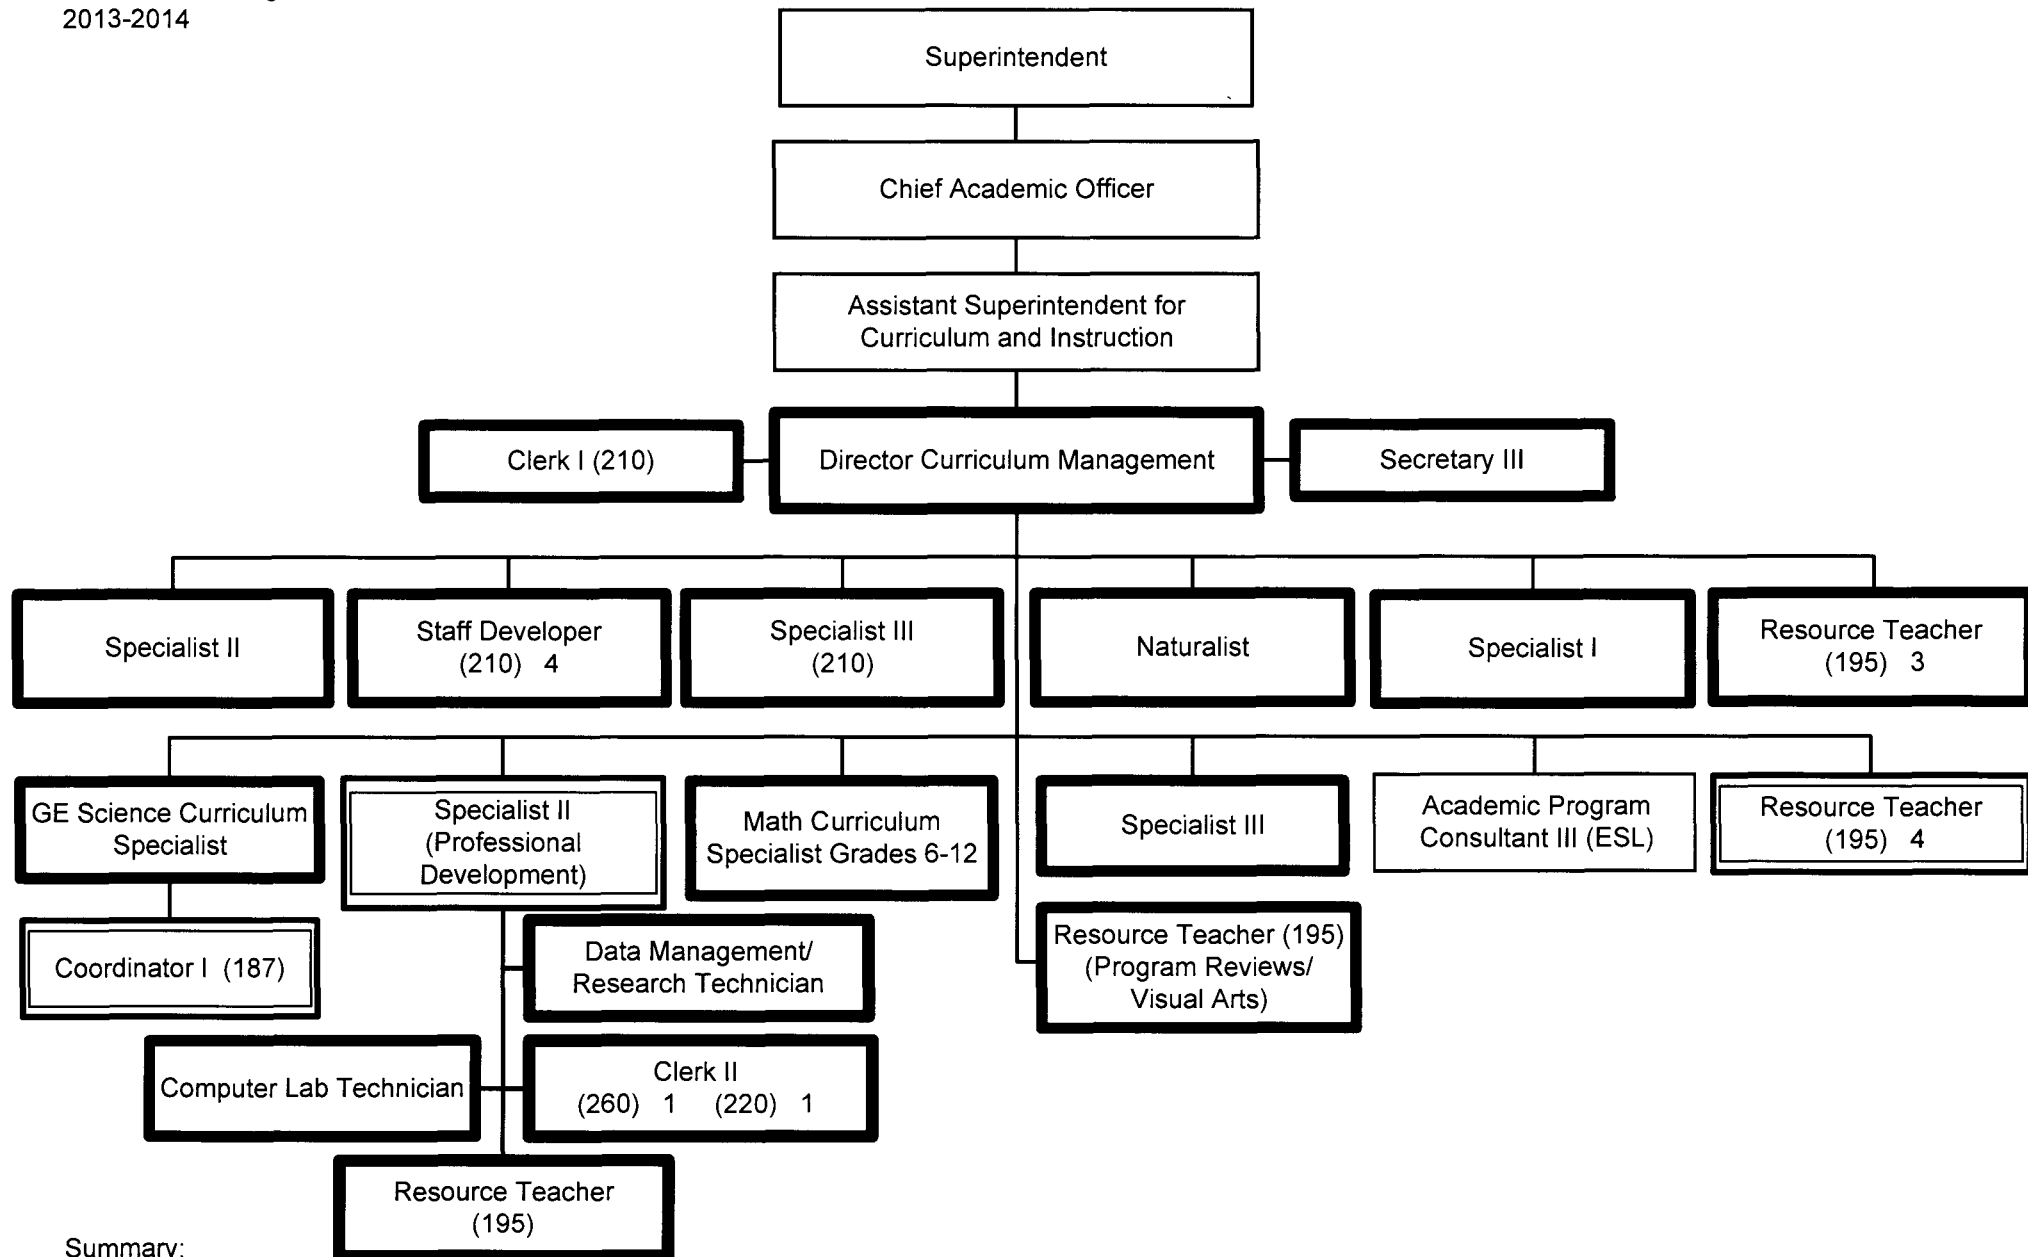 2013-2014
Superintendent
Chief Academic Officer
Assistant Superintendent for
Curriculum and Instruction
Clerk I (210)
Director Curriculum Management
Secretary III
Specialist II
Staff Developer
(210) 4
Specialist III
(210)
Naturalist
Specialist I
Resource Teacher
(195) 3
GE Science Curriculum
Specialist
Specialist II
(Professional
Development)
Math Curriculum
Specialist Grades 6-12
Specialist III
Academic Program
Consultant III (ESL)
Resource Teacher
(195) 4
Coordinator I (187)
Data Management/
Research Technician
Resource Teacher (195)
(Program Reviews/
Visual Arts)
Computer Lab Technician
Clerk II
(260) 1 (220) 1
Resource Teacher
(195)
Summary: